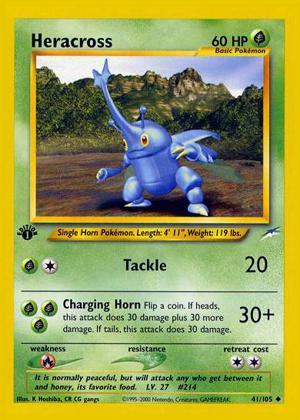 Heracross
60 HP
Basic Pokémon
Single Horn Pokémon. Length: 4' 11", Weight: 119 lbs.
Edition
1
Tackle 20
Charging Horn Flip a coin. If heads,
this attack does 30 damage plus 30 more
damage. If tails, this attack does 30 damage.
30+
weakness
resistance
retreat cost
It is normally peaceful, but will attack any who get between it
and honey, its favorite food. LV. 27 #214
Illus. K. Hoshiba, CR CG gangs
©1995-2000 Nintendo, Creatures, GAMEFREAK.
41/105